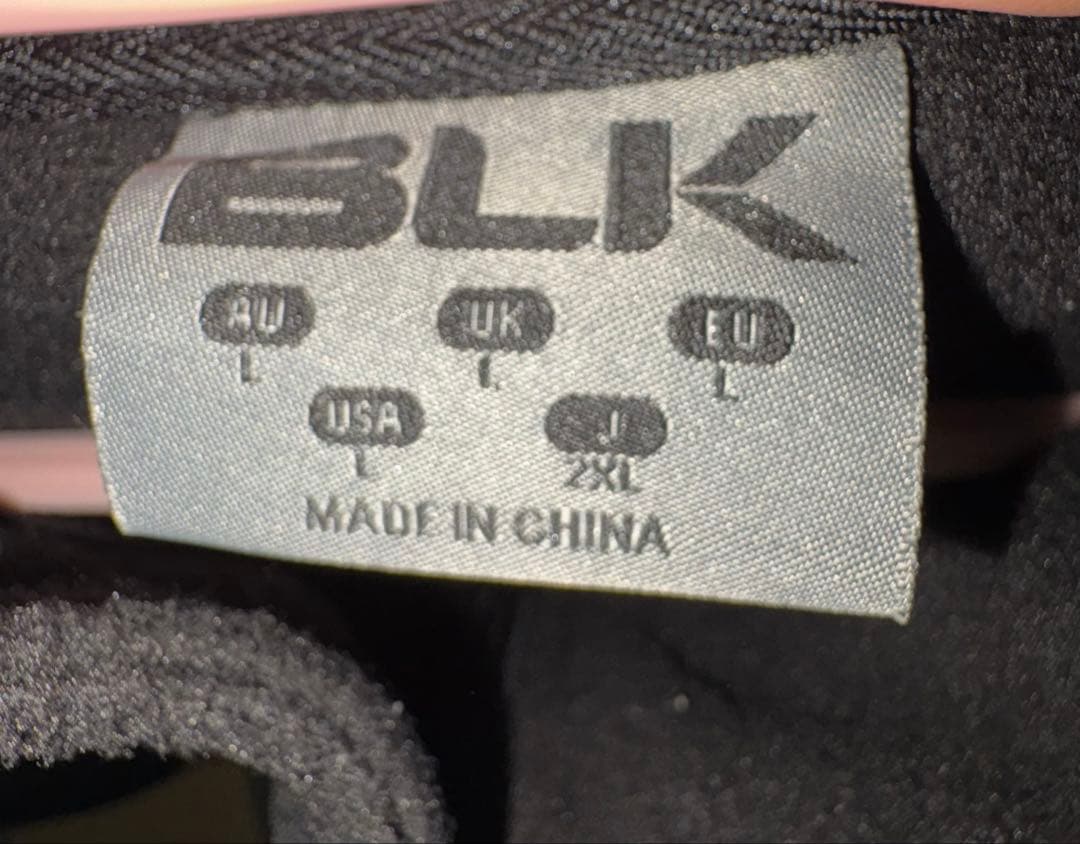 BLK
AU UK EU
L L L
USA J
L 2XL
MADE IN CHINA